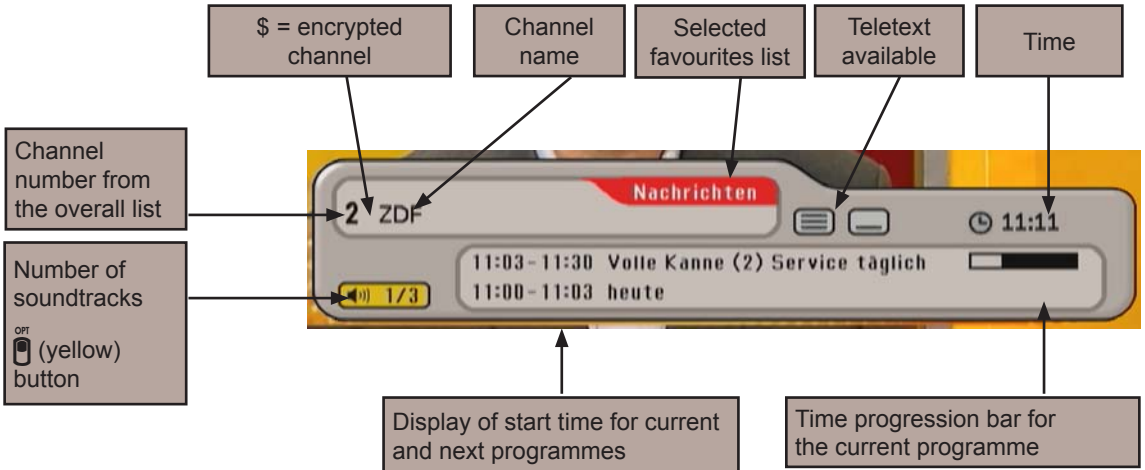 $ = encrypted
channel
Channel
name
Selected
favourites list
Teletext
available
Time
Channel
number from
the overall list
Nachrichten
2 ZDF
11:11
Number of
soundtracks
OPT
(yellow)
button
11:03-11:30 Volle Kanne (2) Service täglich
1/3 11:00-11:03 heute
Display of start time for current
and next programmes
Time progression bar for
the current programme